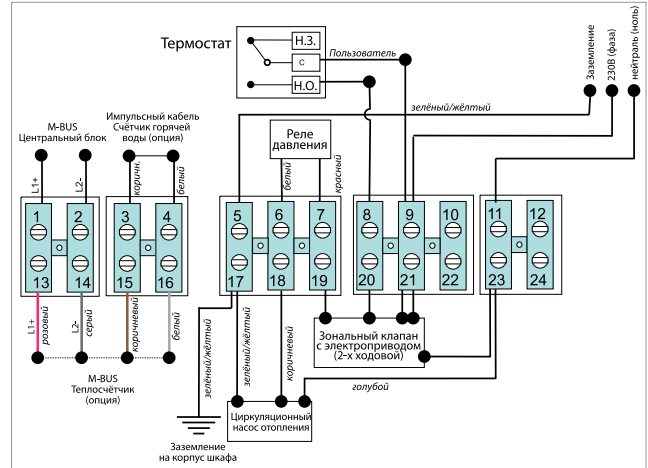 Термостат
Н.З.
C
Н.О.
Пользователь
Заземление
230В (фаза)
нейтраль (ноль)
зелёный/жёлтый
M-BUS
Центральный блок
Импульсный кабель
Счётчик горячей
воды (опция)
Реле
давления
L1+
L2-
коричн.
белый
белый
красный
1
2
3
4
5
6
7
8
9
10
11
12
13
14
15
16
17
18
19
20
21
22
23
24
L1+
розовый
L2-
серый
коричневый
белый
зелёный/жёлтый
зелёный/жёлтый
коричневый
Зональный клапан
с электроприводом
(2-х ходовой)
голубой
M-BUS
Теплосчётчик
(опция)
Циркуляционный
насос отопления
Заземление
на корпус шкафа